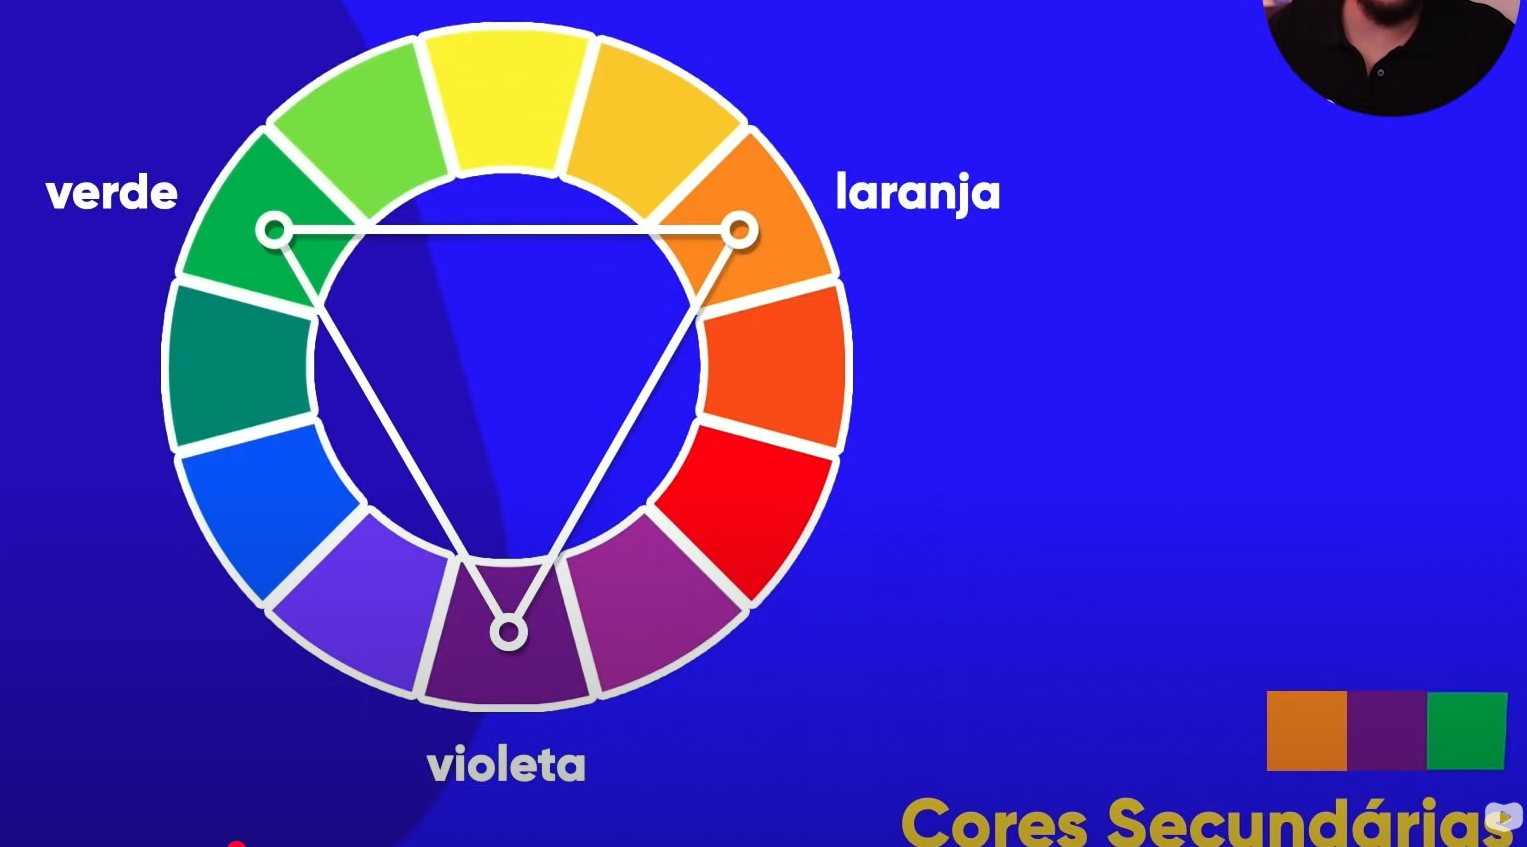 verde
laranja
violeta
Cores Secundárias